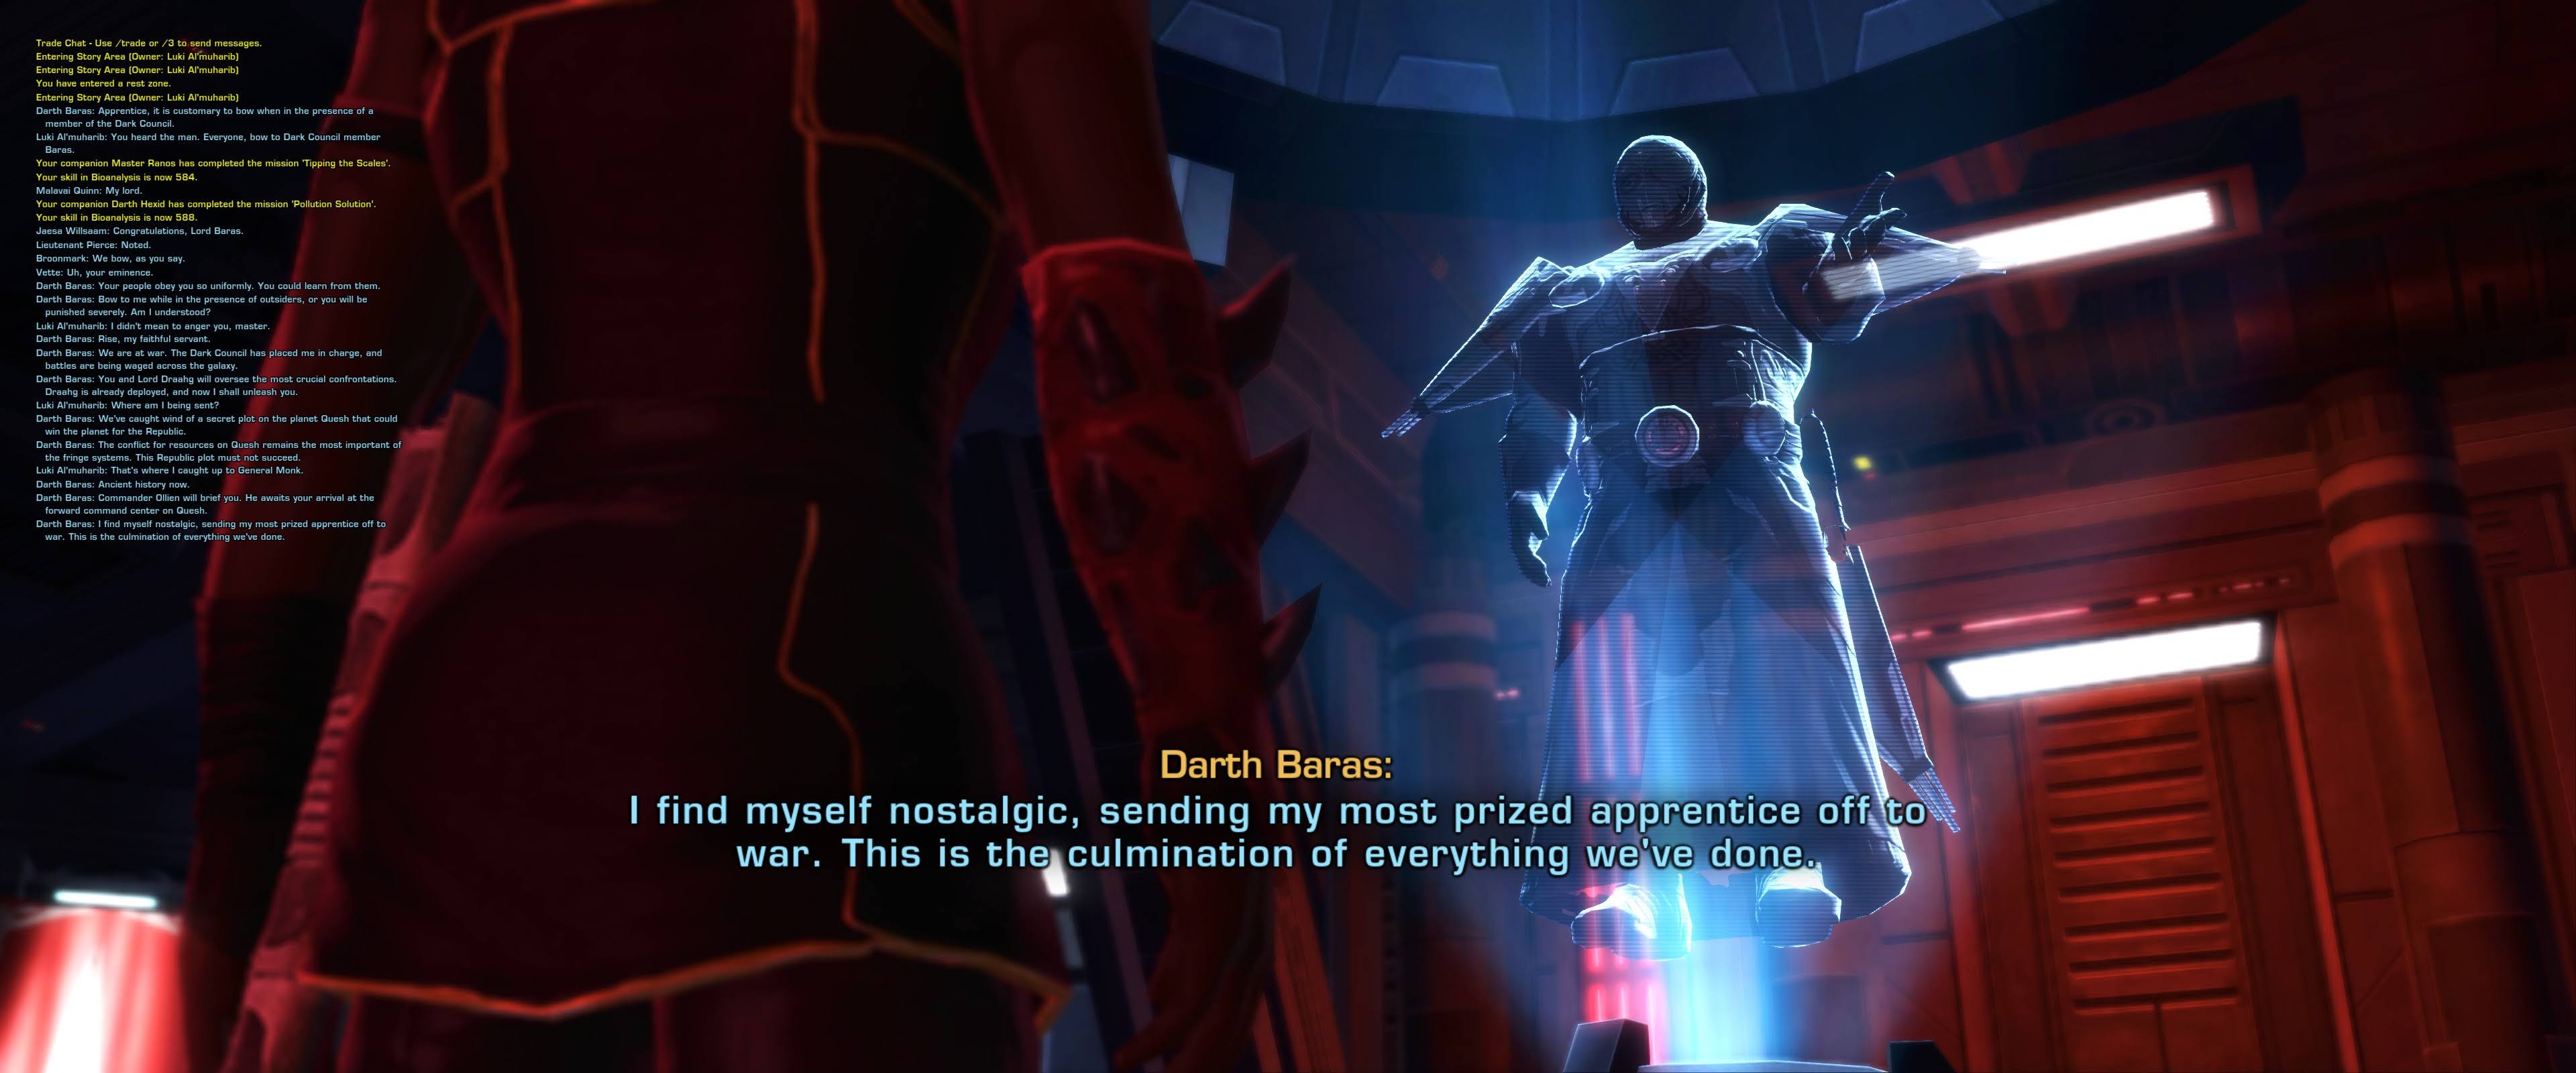 Trade Chat - Use /trade or /3 to send messages.
Entering Story Area (Owner: Luki Al'muharib)
Entering Story Area (Owner: Luki Al'muharib)
You have entered a rest zone.
Entering Story Area (Owner: Luki Al'muharib)
Darth Baras: Apprentice, it is customary to bow when in the presence of a
member of the Dark Council.
Luki Al'muharib: You heard the man. Everyone, bow to Dark Council member
Baras.
Your companion Master Ranos has completed the mission 'Tipping the Scales'.
Your skill in Bioanalysis is now 584.
Malavai Quinn: My lord.
Your companion Darth Hexid has completed the mission 'Pollution Solution'.
Your skill in Bioanalysis is now 588.
Jaesa Willsaam: Congratulations, Lord Baras.
Lieutenant Pierce: Noted.
Broonmark: We bow, as you say.
Vette: Uh, your eminence.
Darth Baras: Your people obey you so uniformly. You could learn from them.
Darth Baras: Bow to me while in the presence of outsiders, or you will be
punished severely. Am I understood?
Luki Al'muharib: I didn't mean to anger you, master.
Darth Baras: Rise, my faithful servant.
Darth Baras: We are at war. The Dark Council has placed me in charge, and
battles are being waged across the galaxy.
Darth Baras: You and Lord Draahg will oversee the most crucial confrontations.
Draahg is already deployed, and now I shall unleash you.
Luki Al'muharib: Where am I being sent?
Darth Baras: We've caught wind of a secret plot on the planet Quesh that could
win the planet for the Republic.
Darth Baras: The conflict for resources on Quesh remains the most important of
the fringe systems. This Republic plot must not succeed.
Luki Al'muharib: That's where I caught up to General Monk.
Darth Baras: Ancient history now.
Darth Baras: Commander Ollien will brief you. He awaits your arrival at the
forward command center on Quesh.
Darth Baras: I find myself nostalgic, sending my most prized apprentice off to
war. This is the culmination of everything we've done.
Darth Baras:
I find myself nostalgic, sending my most prized apprentice off to
war. This is the culmination of everything we've done.